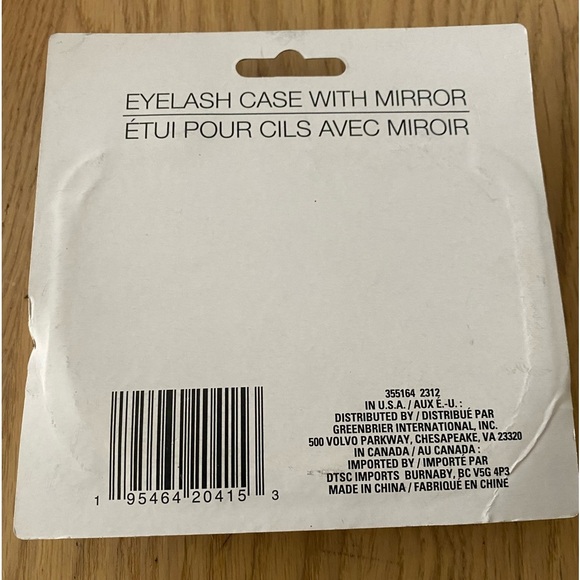 EYELASH CASE WITH MIRROR
ÉTUI POUR CILS AVEC MIROIR
355164 2312
IN U.S.A. / AUX É.-U. :
DISTRIBUTED BY / DISTRIBUÉ PAR
GREENBRIER INTERNATIONAL, INC.
500 VOLVO PARKWAY, CHESAPEAKE, VA 23320
IN CANADA / AU CANADA :
IMPORTED BY / IMPORTÉ PAR
DTSC IMPORTS BURNABY, BC V5G 4P3
MADE IN CHINA / FABRIQUÉ EN CHINE
1 95464 20415 3